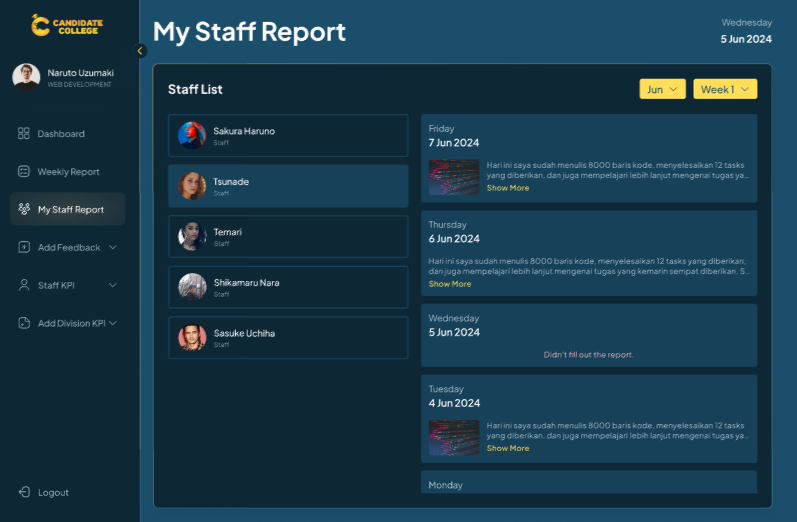 CANDIDATE
COLLEGE
Naruto Uzumaki
WEB DEVELOPMENT
Dashboard
Weekly Report
My Staff Report
Add Feedback
Staff KPI
Add Division KPI
Logout
My Staff Report
Wednesday
5 Jun 2024
Staff List
Jun
Week 1
Sakura Haruno
Staff
Tsunade
Staff
Temari
Staff
Shikamaru Nara
Staff
Sasuke Uchiha
Staff
Friday
7 Jun 2024
Hari ini saya sudah menulis 8000 baris kode, menyelesaikan 12 tasks
yang diberikan, dan juga mempelajari lebih lanjut mengenai tugas ya...
Show More
Thursday
6 Jun 2024
Hari ini saya sudah menulis 8000 baris kode, menyelesaikan 12 tasks yang diberikan,
dan juga mempelajari lebih lanjut mengenai tugas yang kemarin sempat diberikan. S...
Show More
Wednesday
5 Jun 2024
Didn't fill out the report.
Tuesday
4 Jun 2024
Hari ini saya sudah menulis 8000 baris kode, menyelesaikan 12 tasks
yang diberikan, dan juga mempelajari lebih lanjut mengenai tugas ya...
Show More
Monday